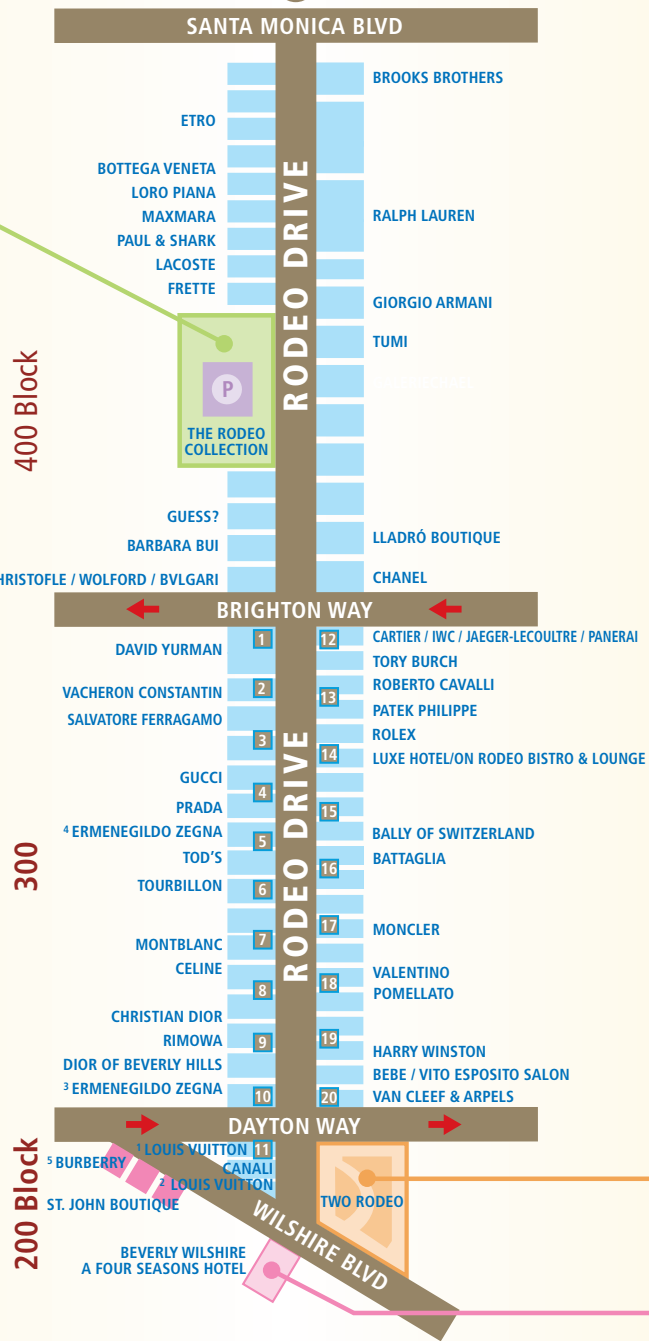 SANTA MONICA BLVD
BROOKS BROTHERS
ETRO
BOTTEGA VENETA
LORO PIANA
MAXMARA
RALPH LAUREN
PAUL & SHARK
LACOSTE
FRETTE
GIORGIO ARMANI
TUMI
RODEO DRIVE
400 Block
P
THE RODEO
COLLECTION
GUESS?
BARBARA BUI
LLADRÓ BOUTIQUE
HRISTOFLE / WOLFORD / BVLGARI
CHANEL
BRIGHTON WAY
1
12
CARTIER / IWC / JAEGER-LECOULTRE / PANERAI
DAVID YURMAN
TORY BURCH
VACHERON CONSTANTIN
2
13
ROBERTO CAVALLI
SALVATORE FERRAGAMO
PATEK PHILIPPE
3
ROLEX
14
LUXE HOTEL/ON RODEO BISTRO & LOUNGE
GUCCI
4
PRADA
15
4 ERMENEGILDO ZEGNA
5
BALLY OF SWITZERLAND
TOD'S
BATTAGLIA
16
300
RODEO DRIVE
TOURBILLON
6
17
MONCLER
MONTBLANC
7
CELINE
VALENTINO
8
18
POMELLATO
CHRISTIAN DIOR
RIMOWA
9
19
HARRY WINSTON
DIOR OF BEVERLY HILLS
BEBE / VITO ESPOSITO SALON
3 ERMENEGILDO ZEGNA
10
20
VAN CLEEF & ARPELS
DAYTON WAY
200 Block
1 LOUIS VUITTON
11
5 BURBERRY
CANALI
2 LOUIS VUITTON
ST. JOHN BOUTIQUE
TWO RODEO
WILSHIRE BLVD
BEVERLY WILSHIRE
A FOUR SEASONS HOTEL